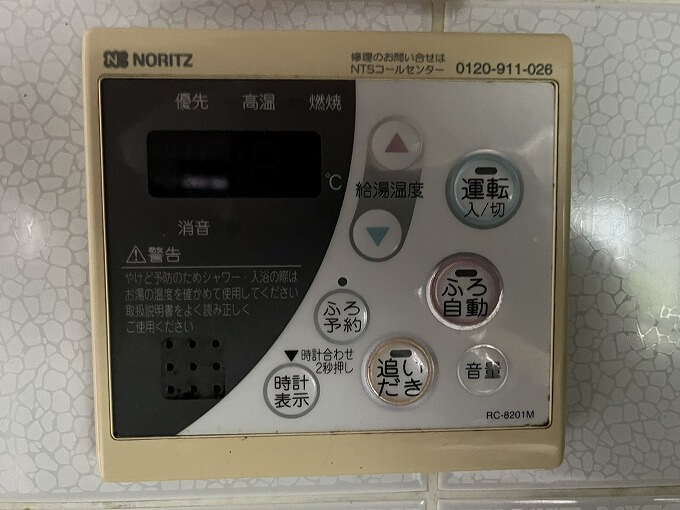 NORITZ
修理のお問い合せは
NTSコールセンター 0120-911-026
優先 高温 燃焼
℃
消音
警告
やけど予防のためシャワー・入浴の際は
お湯の温度を確かめて使用してください
取扱説明書をよく読み正しく
ご使用ください
給湯温度
運転
入/切
ふろ
自動
ふろ
予約
時計合わせ
2秒押し
時計
表示
追い
だき
音量
RC-8201M